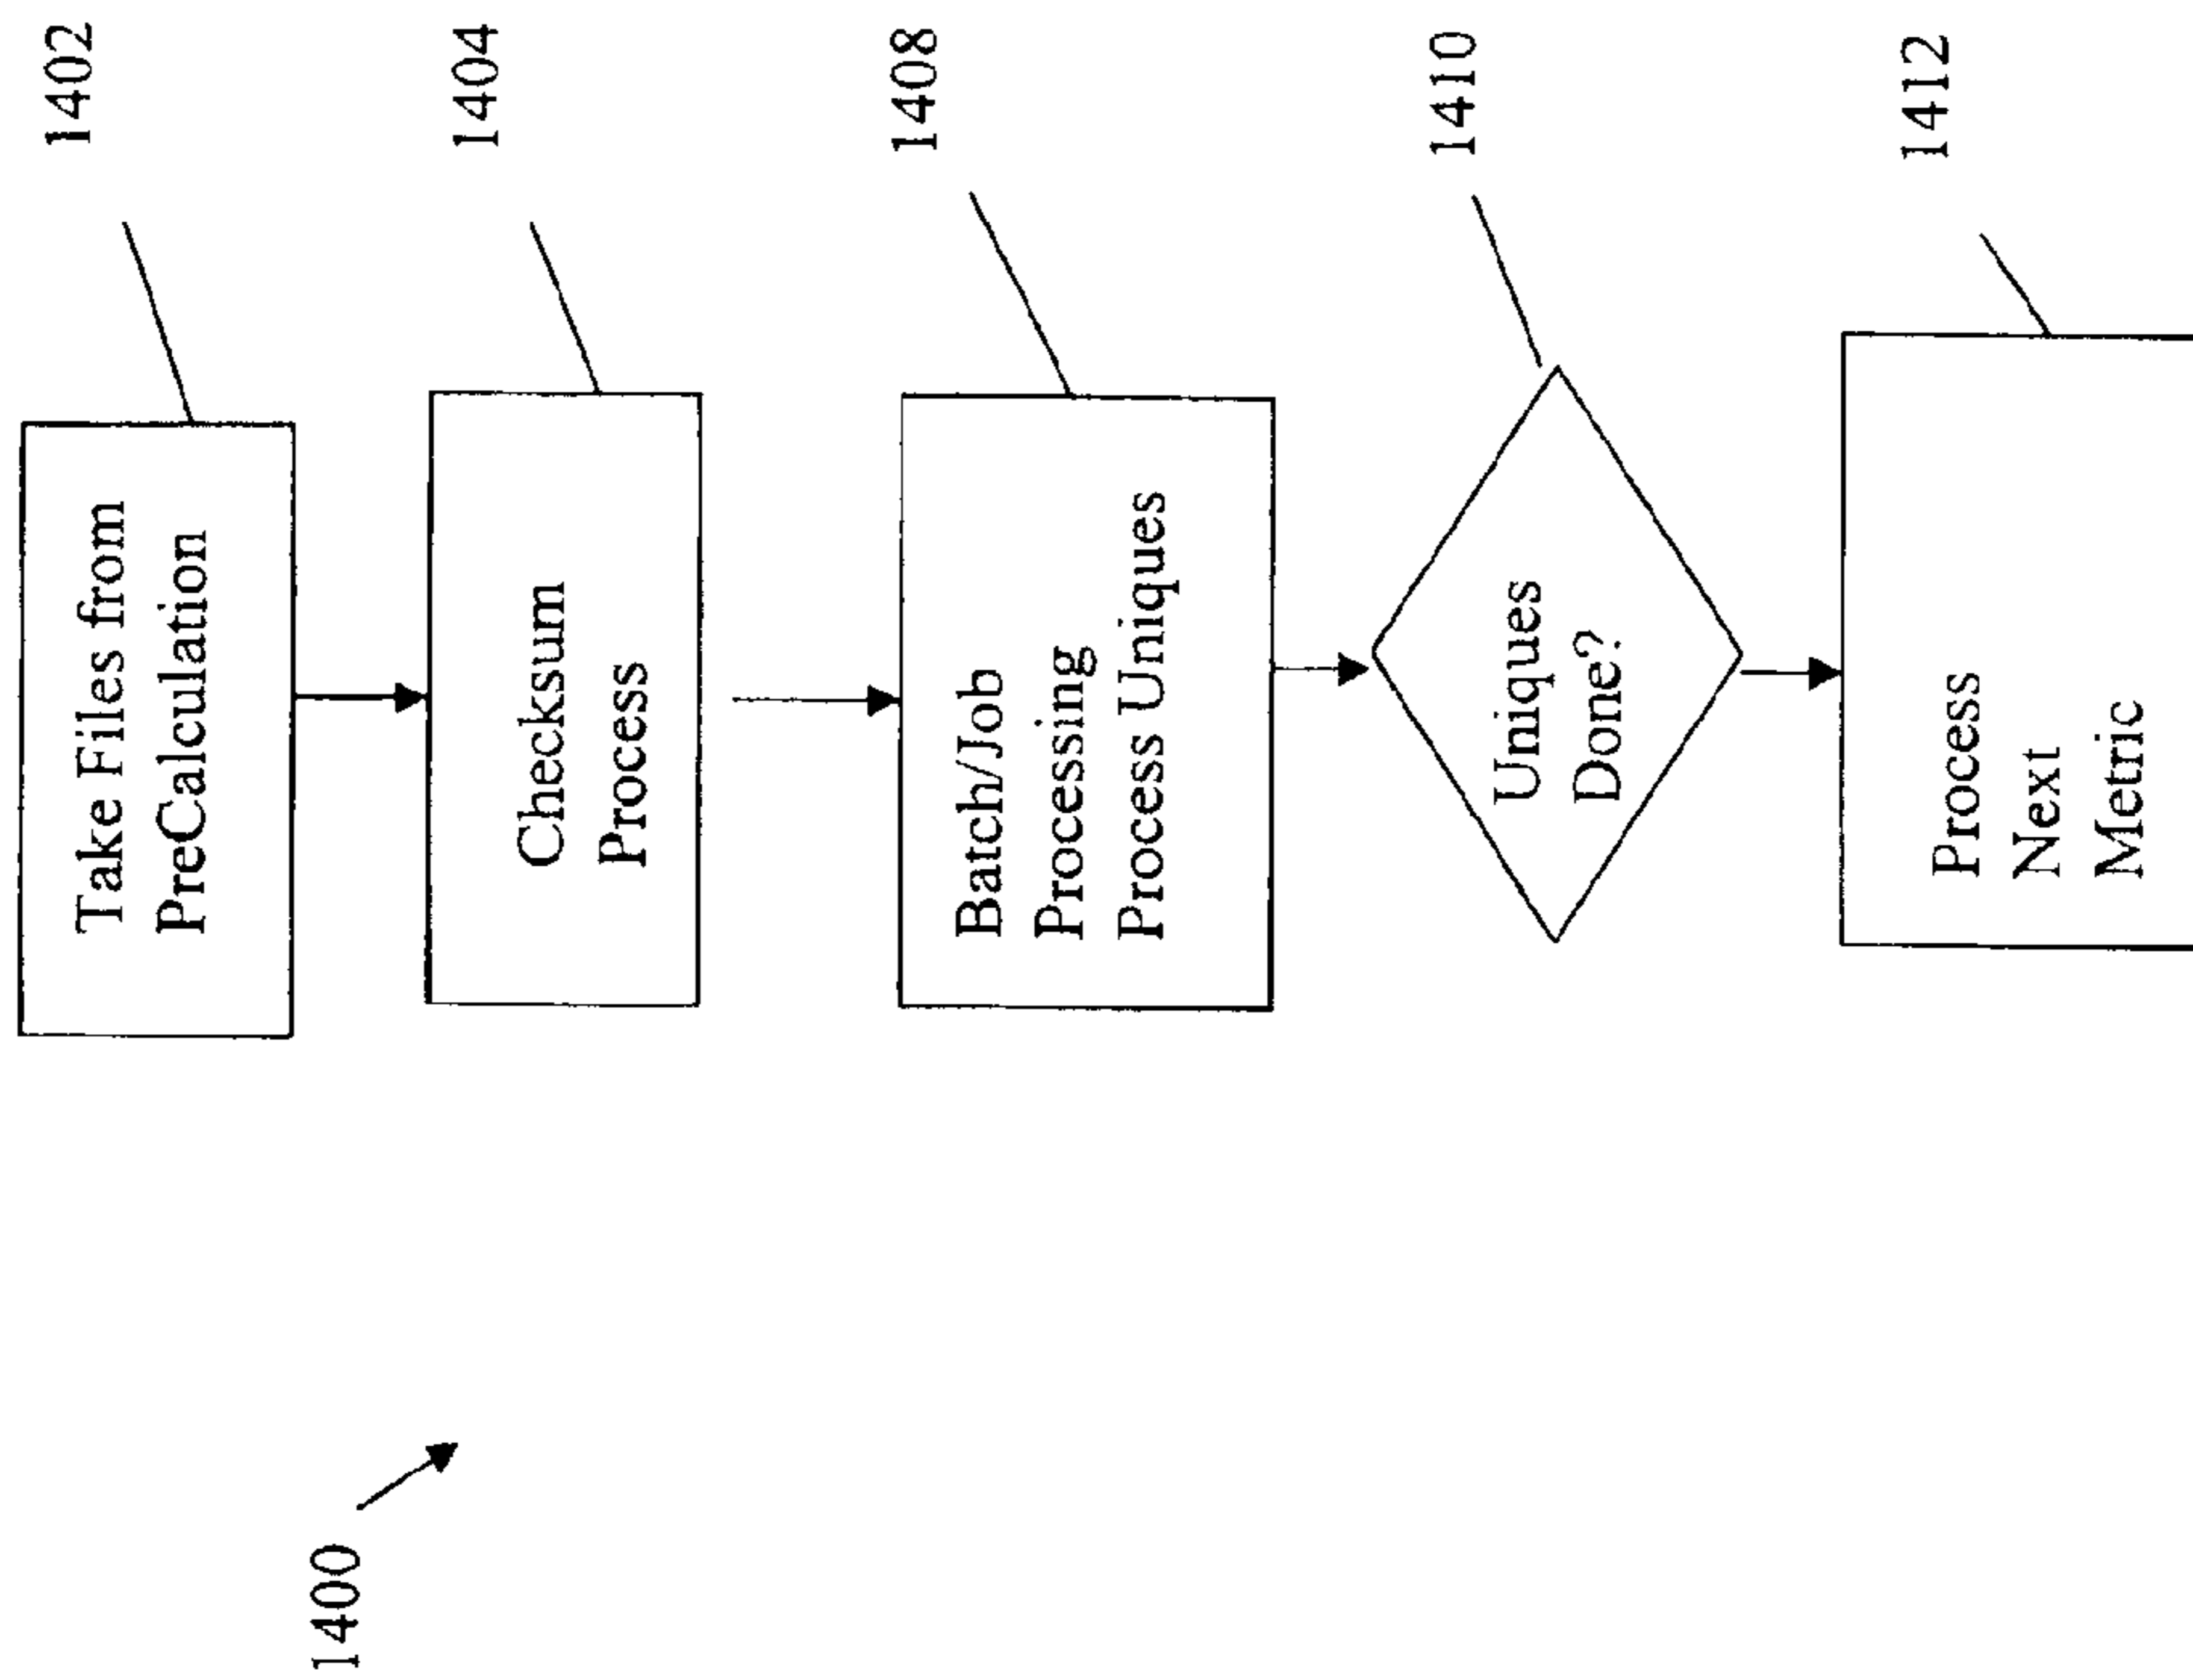 1400
Take Files from
PreCalculation
1402
Checksum
Process
1404
Batch/Job
Processing
Process Uniques
1408
Uniques
Done?
1410
Process
Next
Metric
1412